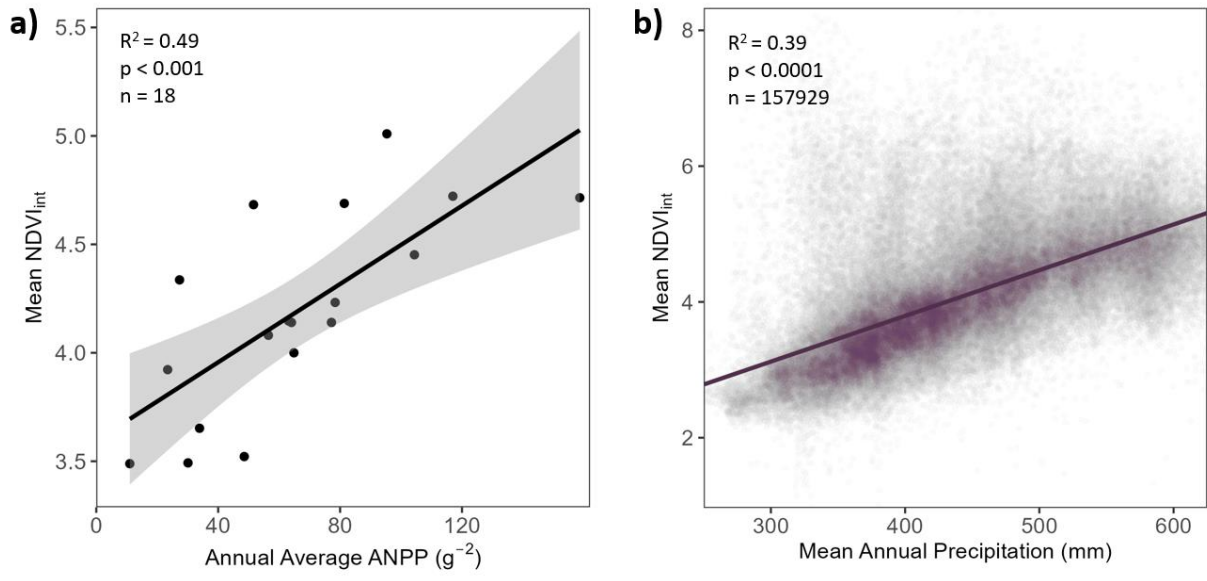 a)
R² = 0.49
p < 0.001
n = 18
5.5
5.0
4.5
4.0
3.5
Mean NDVIint
0 40 80 120
Annual Average ANPP (g⁻²)
b)
R² = 0.39
p < 0.0001
n = 157929
8
6
4
2
Mean NDVIint
300 400 500 600
Mean Annual Precipitation (mm)